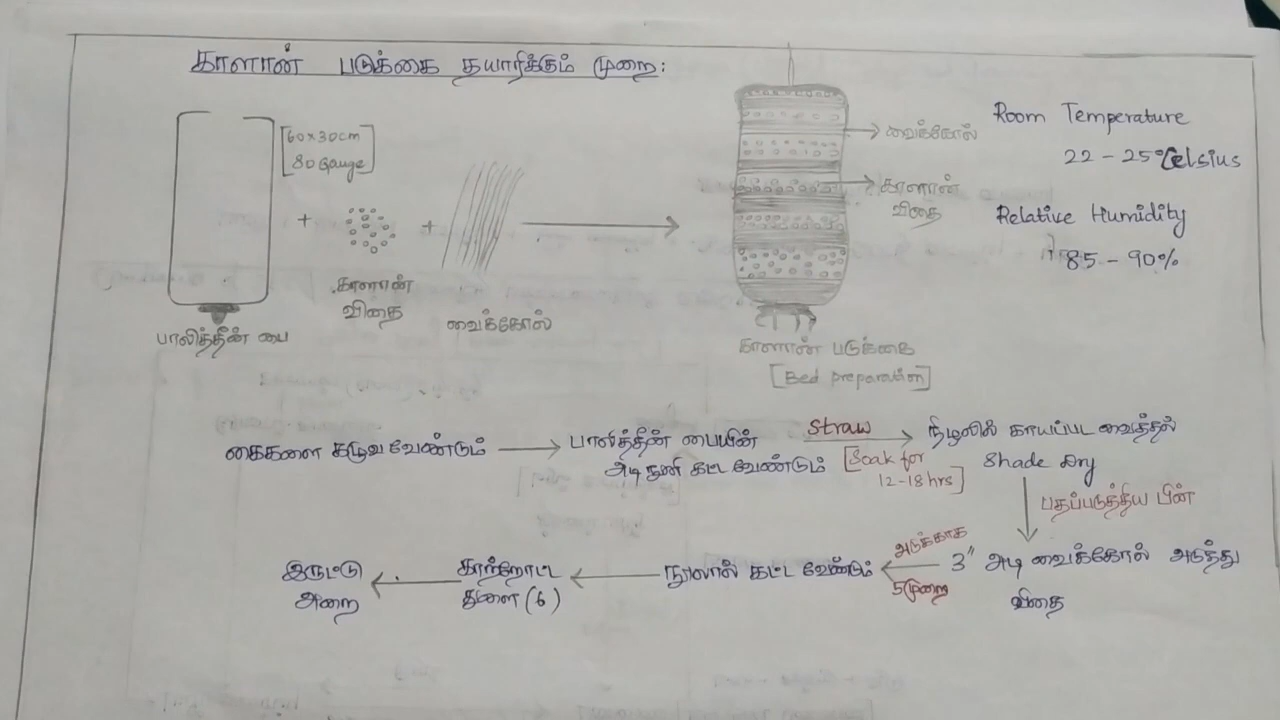 காளான் படுக்கை தயாரிக்கும் முறை:
[60x30cm
80 Gauge]
+
+
காளான்
விதை
வைக்கோல்
பாலித்தீன் பை
வைக்கோல்
காளான்
விதை
காளான் படுக்கை
[Bed preparation]
Room Temperature
22 - 25°Celsius
Relative Humidity
85 - 90%
கைகளை கழுவ வேண்டும்
பாலித்தீன் பையின்
அடி நுனி கட்ட வேண்டும்
Straw
[Soak for
12-18 hrs]
நிழலில் காயப்பட வைத்தல்
Shade Dry
பதப்படுத்திய பின்
3" அடி வைக்கோல் அடுத்து
விதை
அடுக்காக
5முறை
நூலால் கட்ட வேண்டும்
காற்றோட்ட
துளை (6)
இருட்டு
அறை